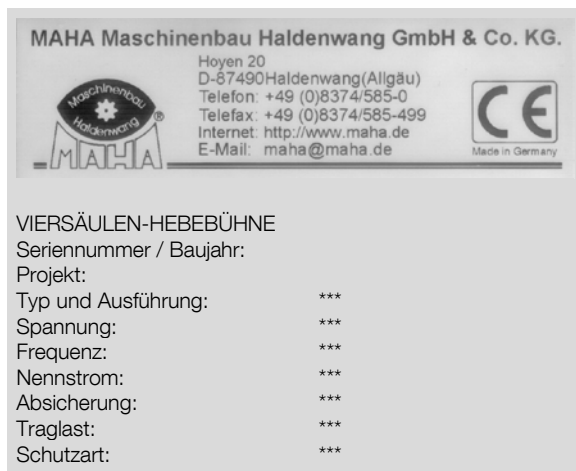 MAHA Maschinenbau Haldenwang GmbH & Co. KG.
Hoyen 20
D-87490Haldenwang(Allgäu)
Telefon: +49 (0)8374/585-0
Telefax: +49 (0)8374/585-499
Internet: http://www.maha.de
E-Mail: maha@maha.de
Maschinenbau
Haldenwang
®
MAHA
CE
Made in Germany
VIERSÄULEN-HEBEBÜHNE
Seriennummer / Baujahr:
Projekt:
Typ und Ausführung: ***
Spannung: ***
Frequenz: ***
Nennstrom: ***
Absicherung: ***
Traglast: ***
Schutzart: ***